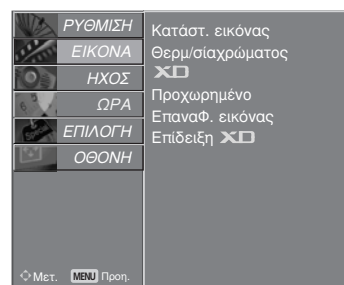 ΡΥΘΜΙΣΗ
ΕΙΚΟΝΑ
ΗΧΟΣ
ΩΡΑ
ΕΠΙΛΟΓΗ
ΟΘΟΝΗ
Κατάστ. εικόνας
Θερμ/σίαχρώματος
XD
Προχωρημένο
ΕπαναΦ. εικόνας
Επίδειξη XD
Μετ. MENU Προη.